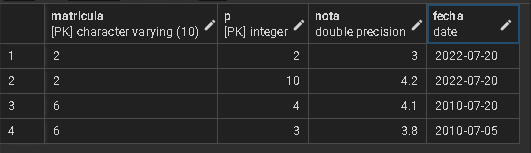 matricula p nota fecha
[PK] character varying (10) [PK] integer double precision date
1 2 2 3 2022-07-20
2 2 10 4.2 2022-07-20
3 6 4 4.1 2010-07-20
4 6 3 3.8 2010-07-05